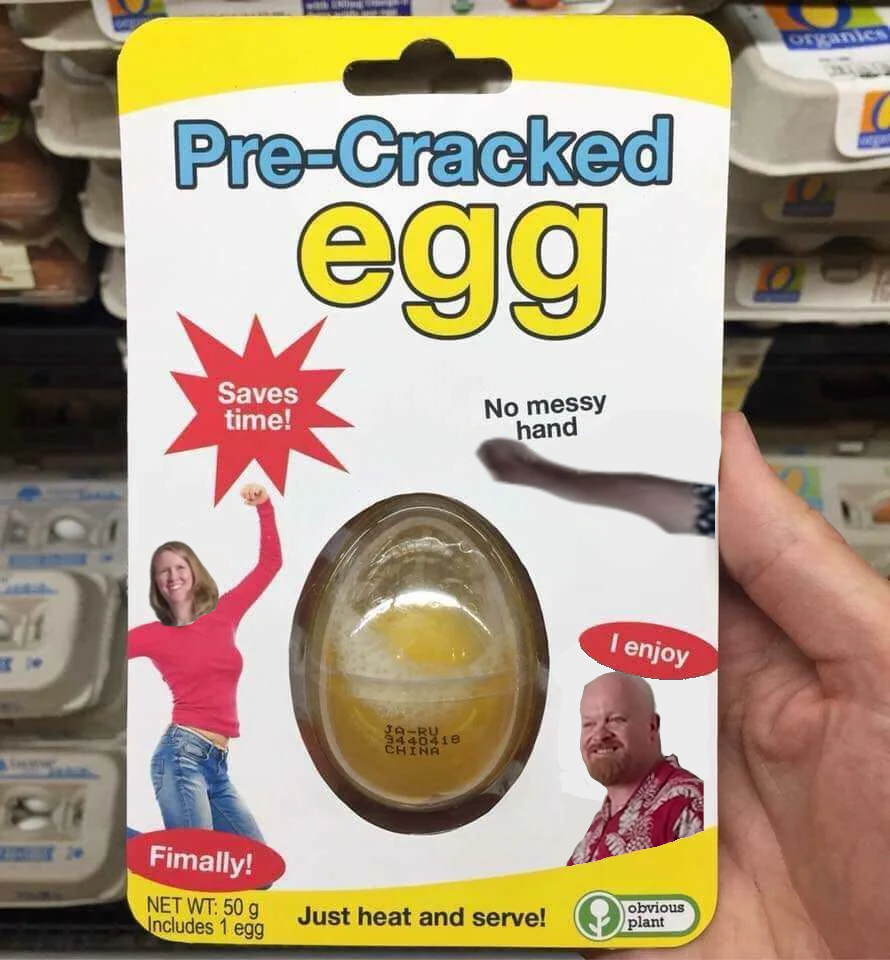 organics
Pre-Cracked
egg
Saves
time!
No messy
hand
I enjoy
JA-RU
3440418
CHINA
Fimally!
NET WT: 50 g
Includes 1 egg
Just heat and serve!
obvious
plant